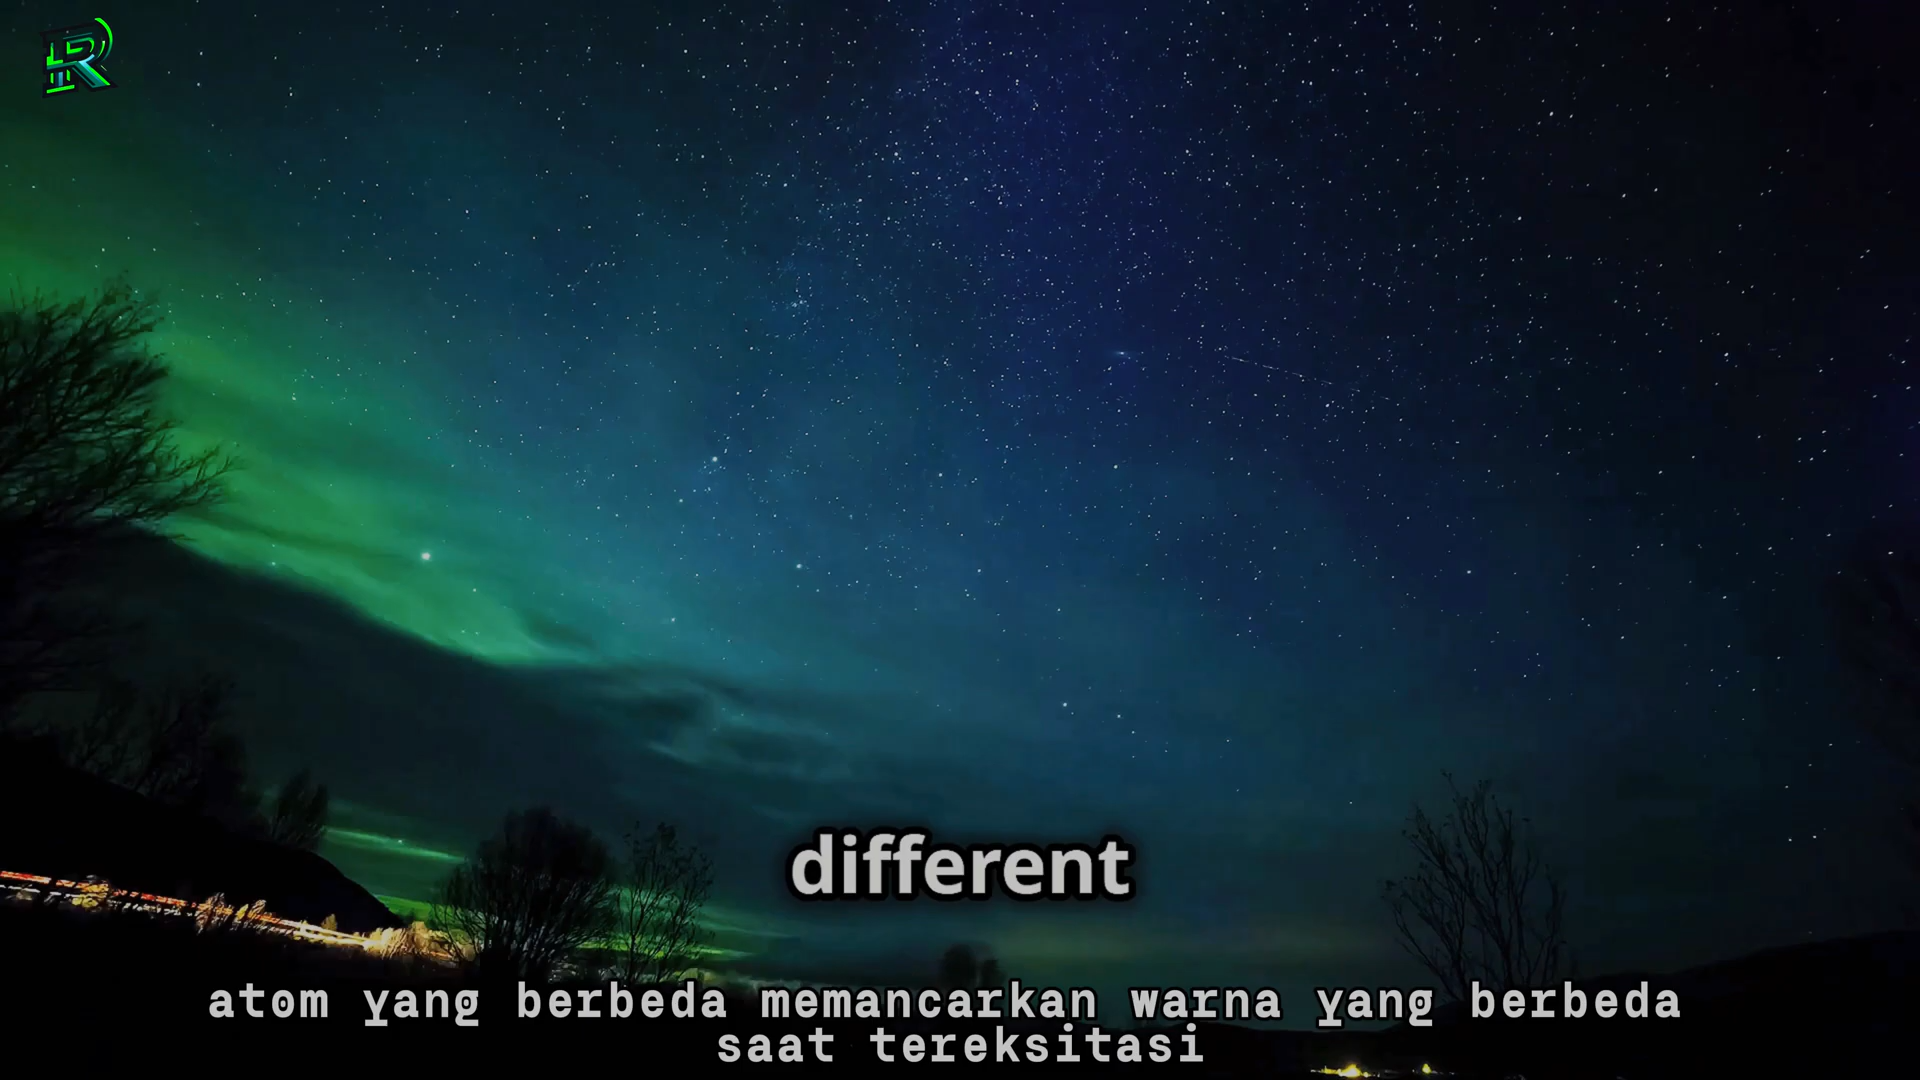 different
atom yang berbeda memancarkan warna yang berbeda
saat tereksitasi